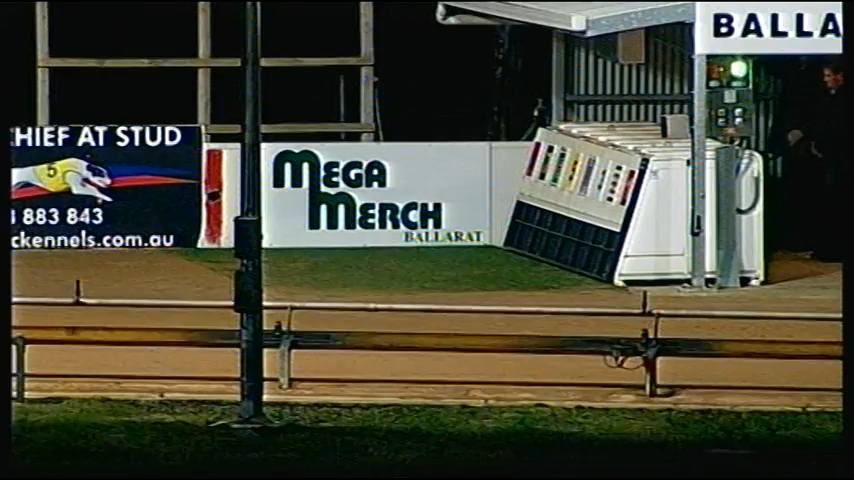 BALLA
HIEF AT STUD
5
883 843
ckennels.com.au
MEGA
MERCH
BALLARAT